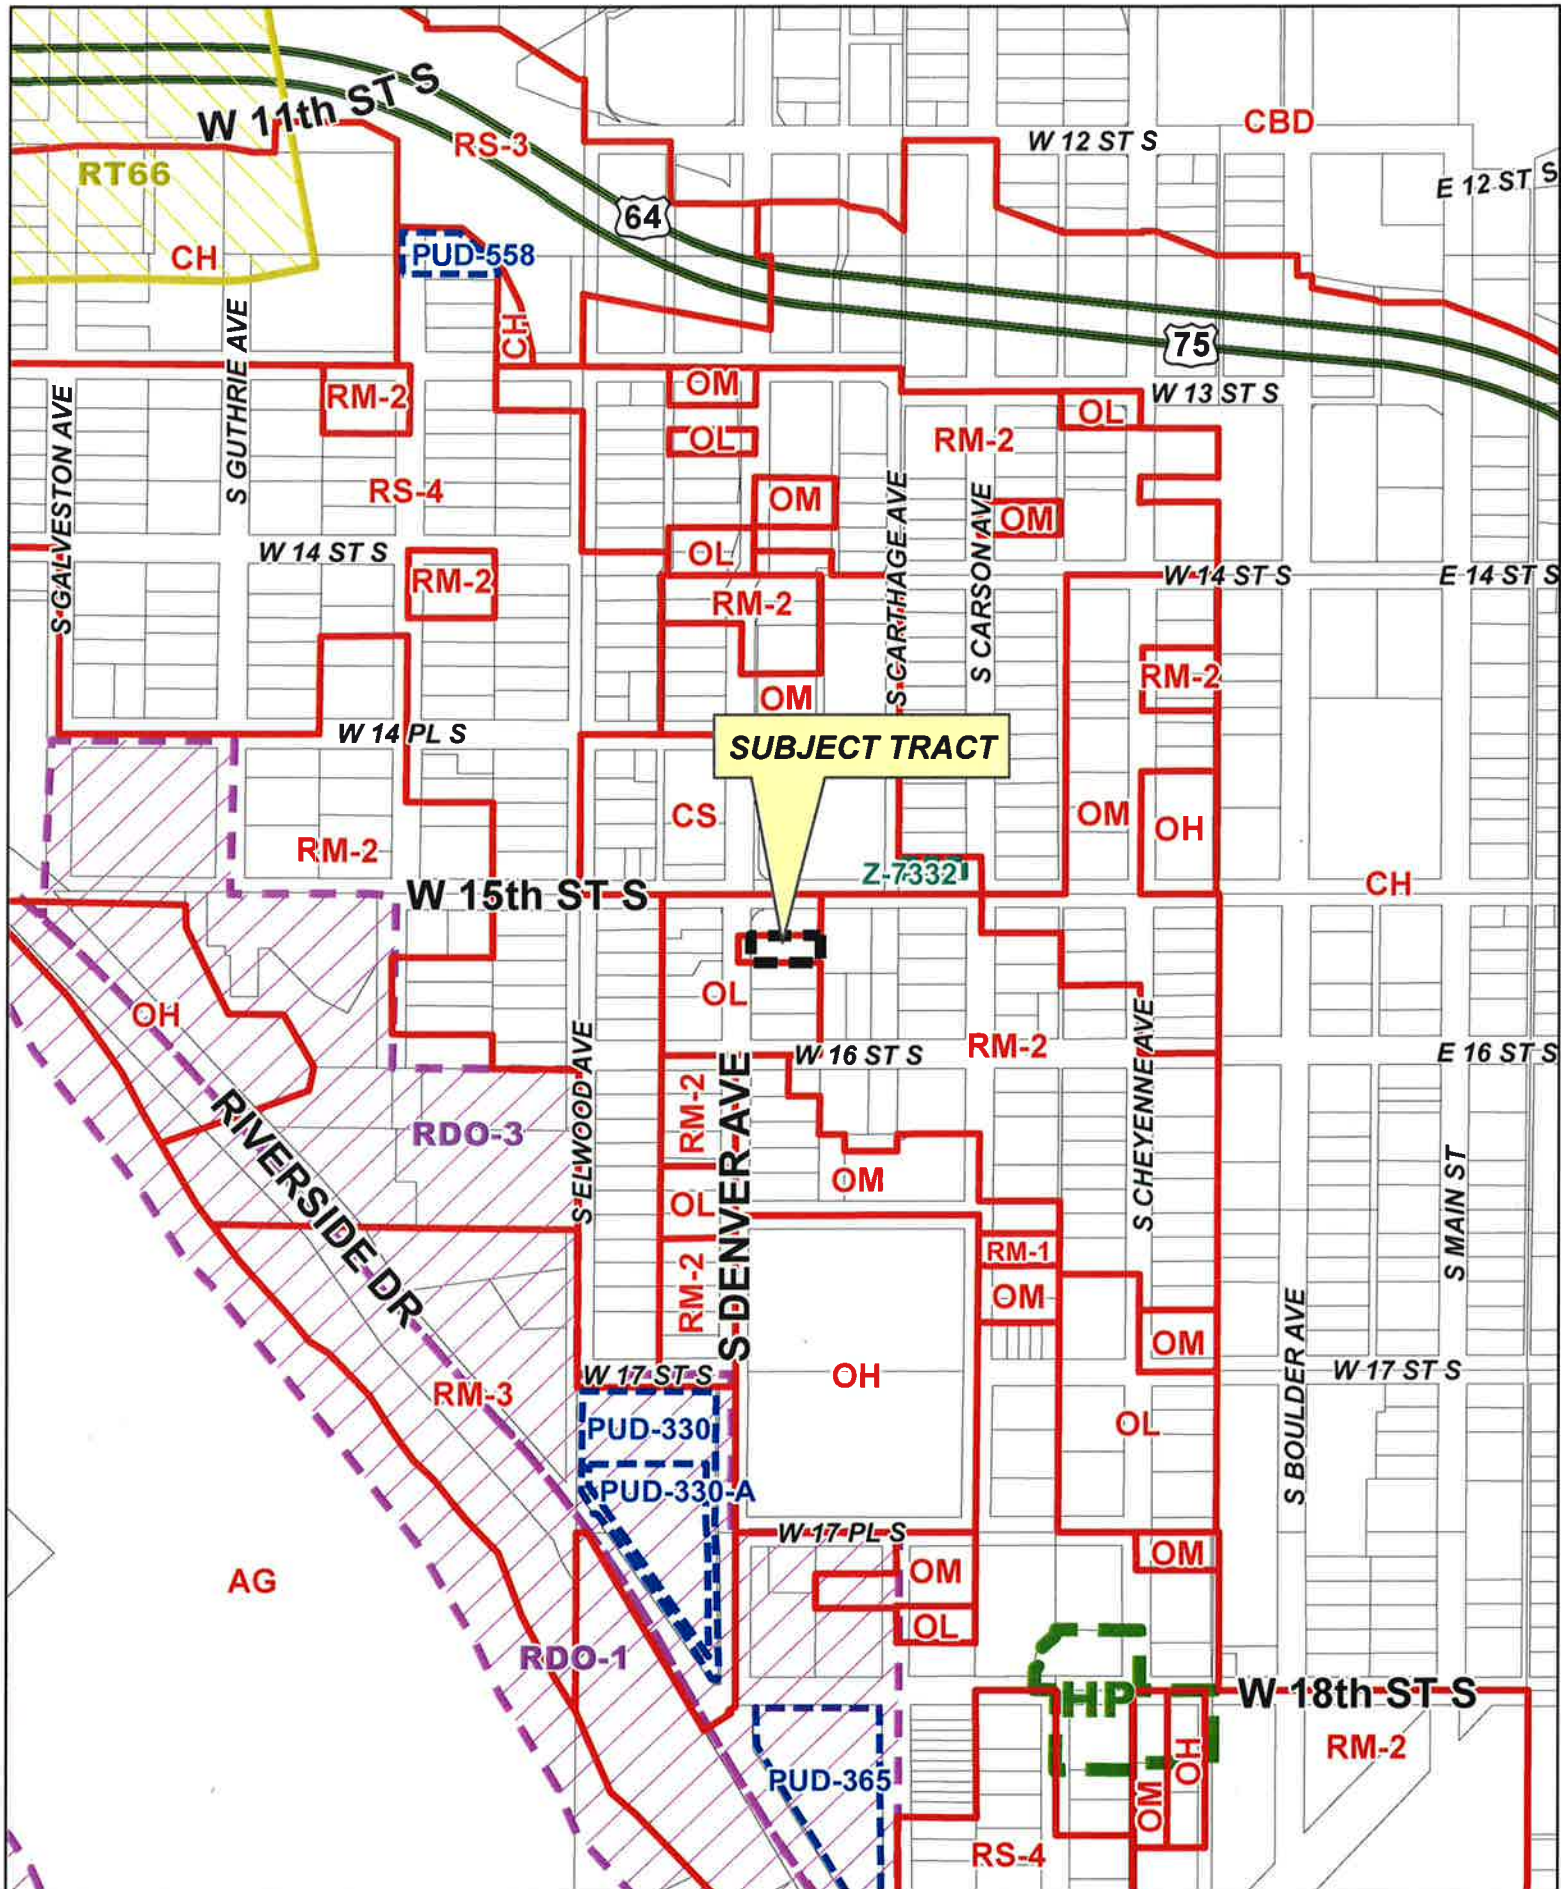 W 11th ST S
CBD
RS-3
W 12 ST S
RT66
E 12 ST S
64
CH
PUD-558
S GUTHRIE AVE
CH
75
S GALVESTON AVE
RM-2
OM
W 13 ST S
OL
OL
RM-2
RS-4
OM
S CARTHAGE AVE
S CARSON AVE
OM
W 14 ST S
OL
RM-2
W 14 ST S
E 14 ST S
RM-2
RM-2
OM
W 14 PL S
SUBJECT TRACT
CS
OM
OH
RM-2
Z-7332
CH
W 15th ST S
OL
OH
S ELWOOD AVE
W 16 ST S
RM-2
S CHEYENNE AVE
E 16 ST S
RIVERSIDE DR
RDO-3
RM-2
S DENVER AVE
OM
S MAIN ST
OL
RM-2
RM-1
OM
OM
S BOULDER AVE
W 17 ST S
OH
W 17 ST S
RM-3
PUD-330
OL
PUD-330-A
W 17 PL S
OM
AG
OM
OL
RDO-1
HP
W 18th ST S
RM-2
OH
PUD-365
OM
RS-4